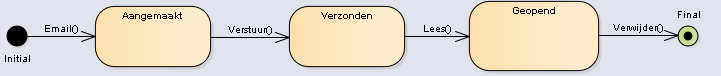 Initial
Email()
Aangemaakt
Verstuur()
Verzonden
Lees()
Geopend
Verwijder()
Final